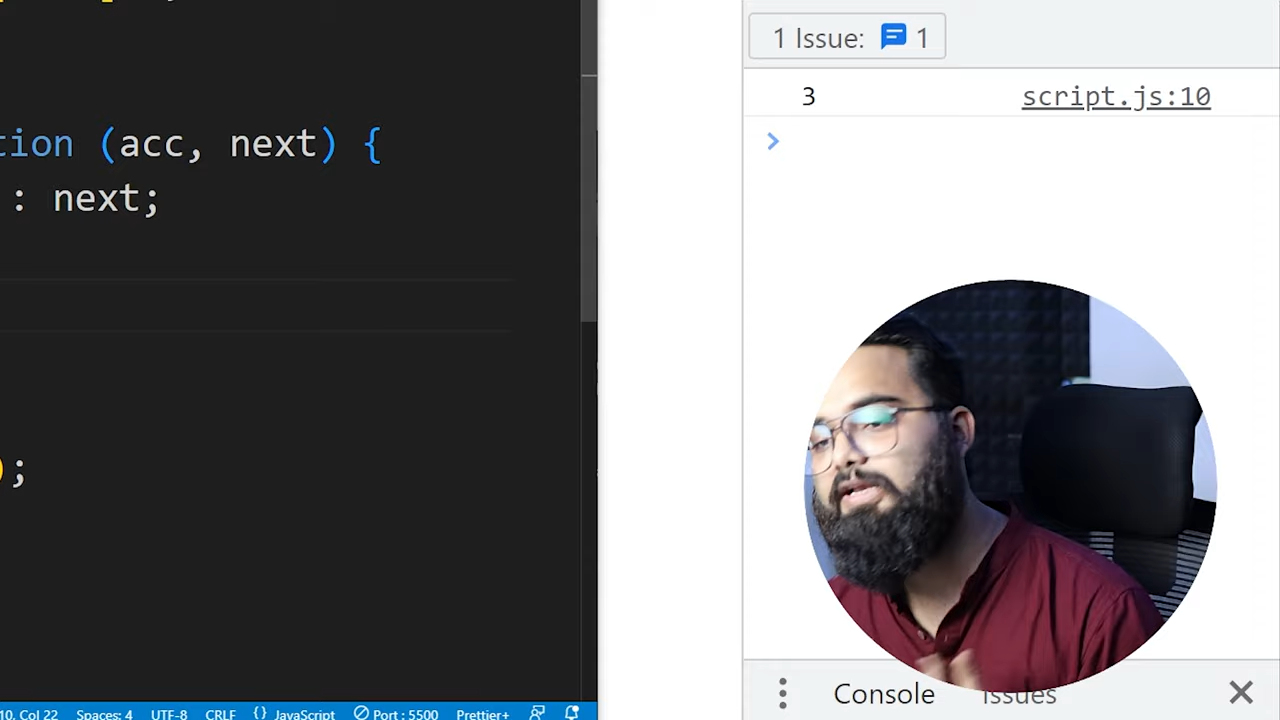 1 Issue: 1
3 script.js:10
tion (acc, next) {
: next;
);
Console Issues
10, Col 22 Spaces: 4 UTF-8 CRLF {} JavaScript Port : 5500 Prettier+